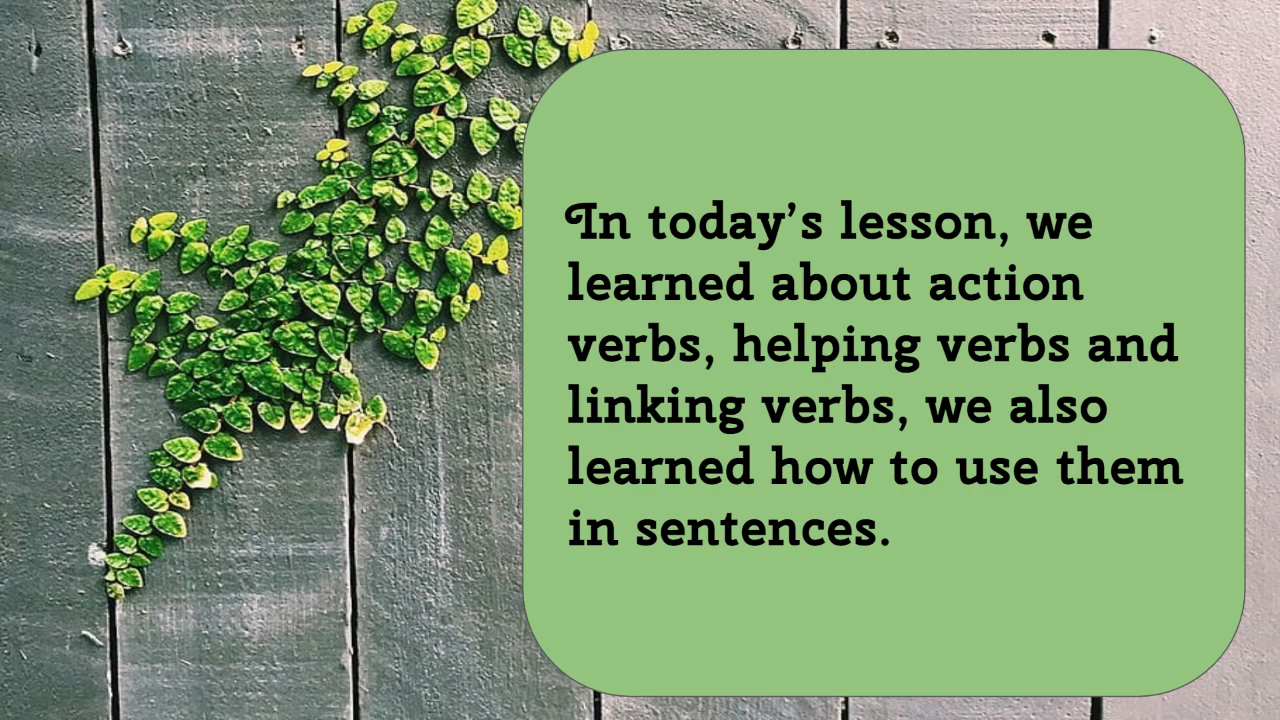 In today’s lesson, we
learned about action
verbs, helping verbs and
linking verbs, we also
learned how to use them
in sentences.